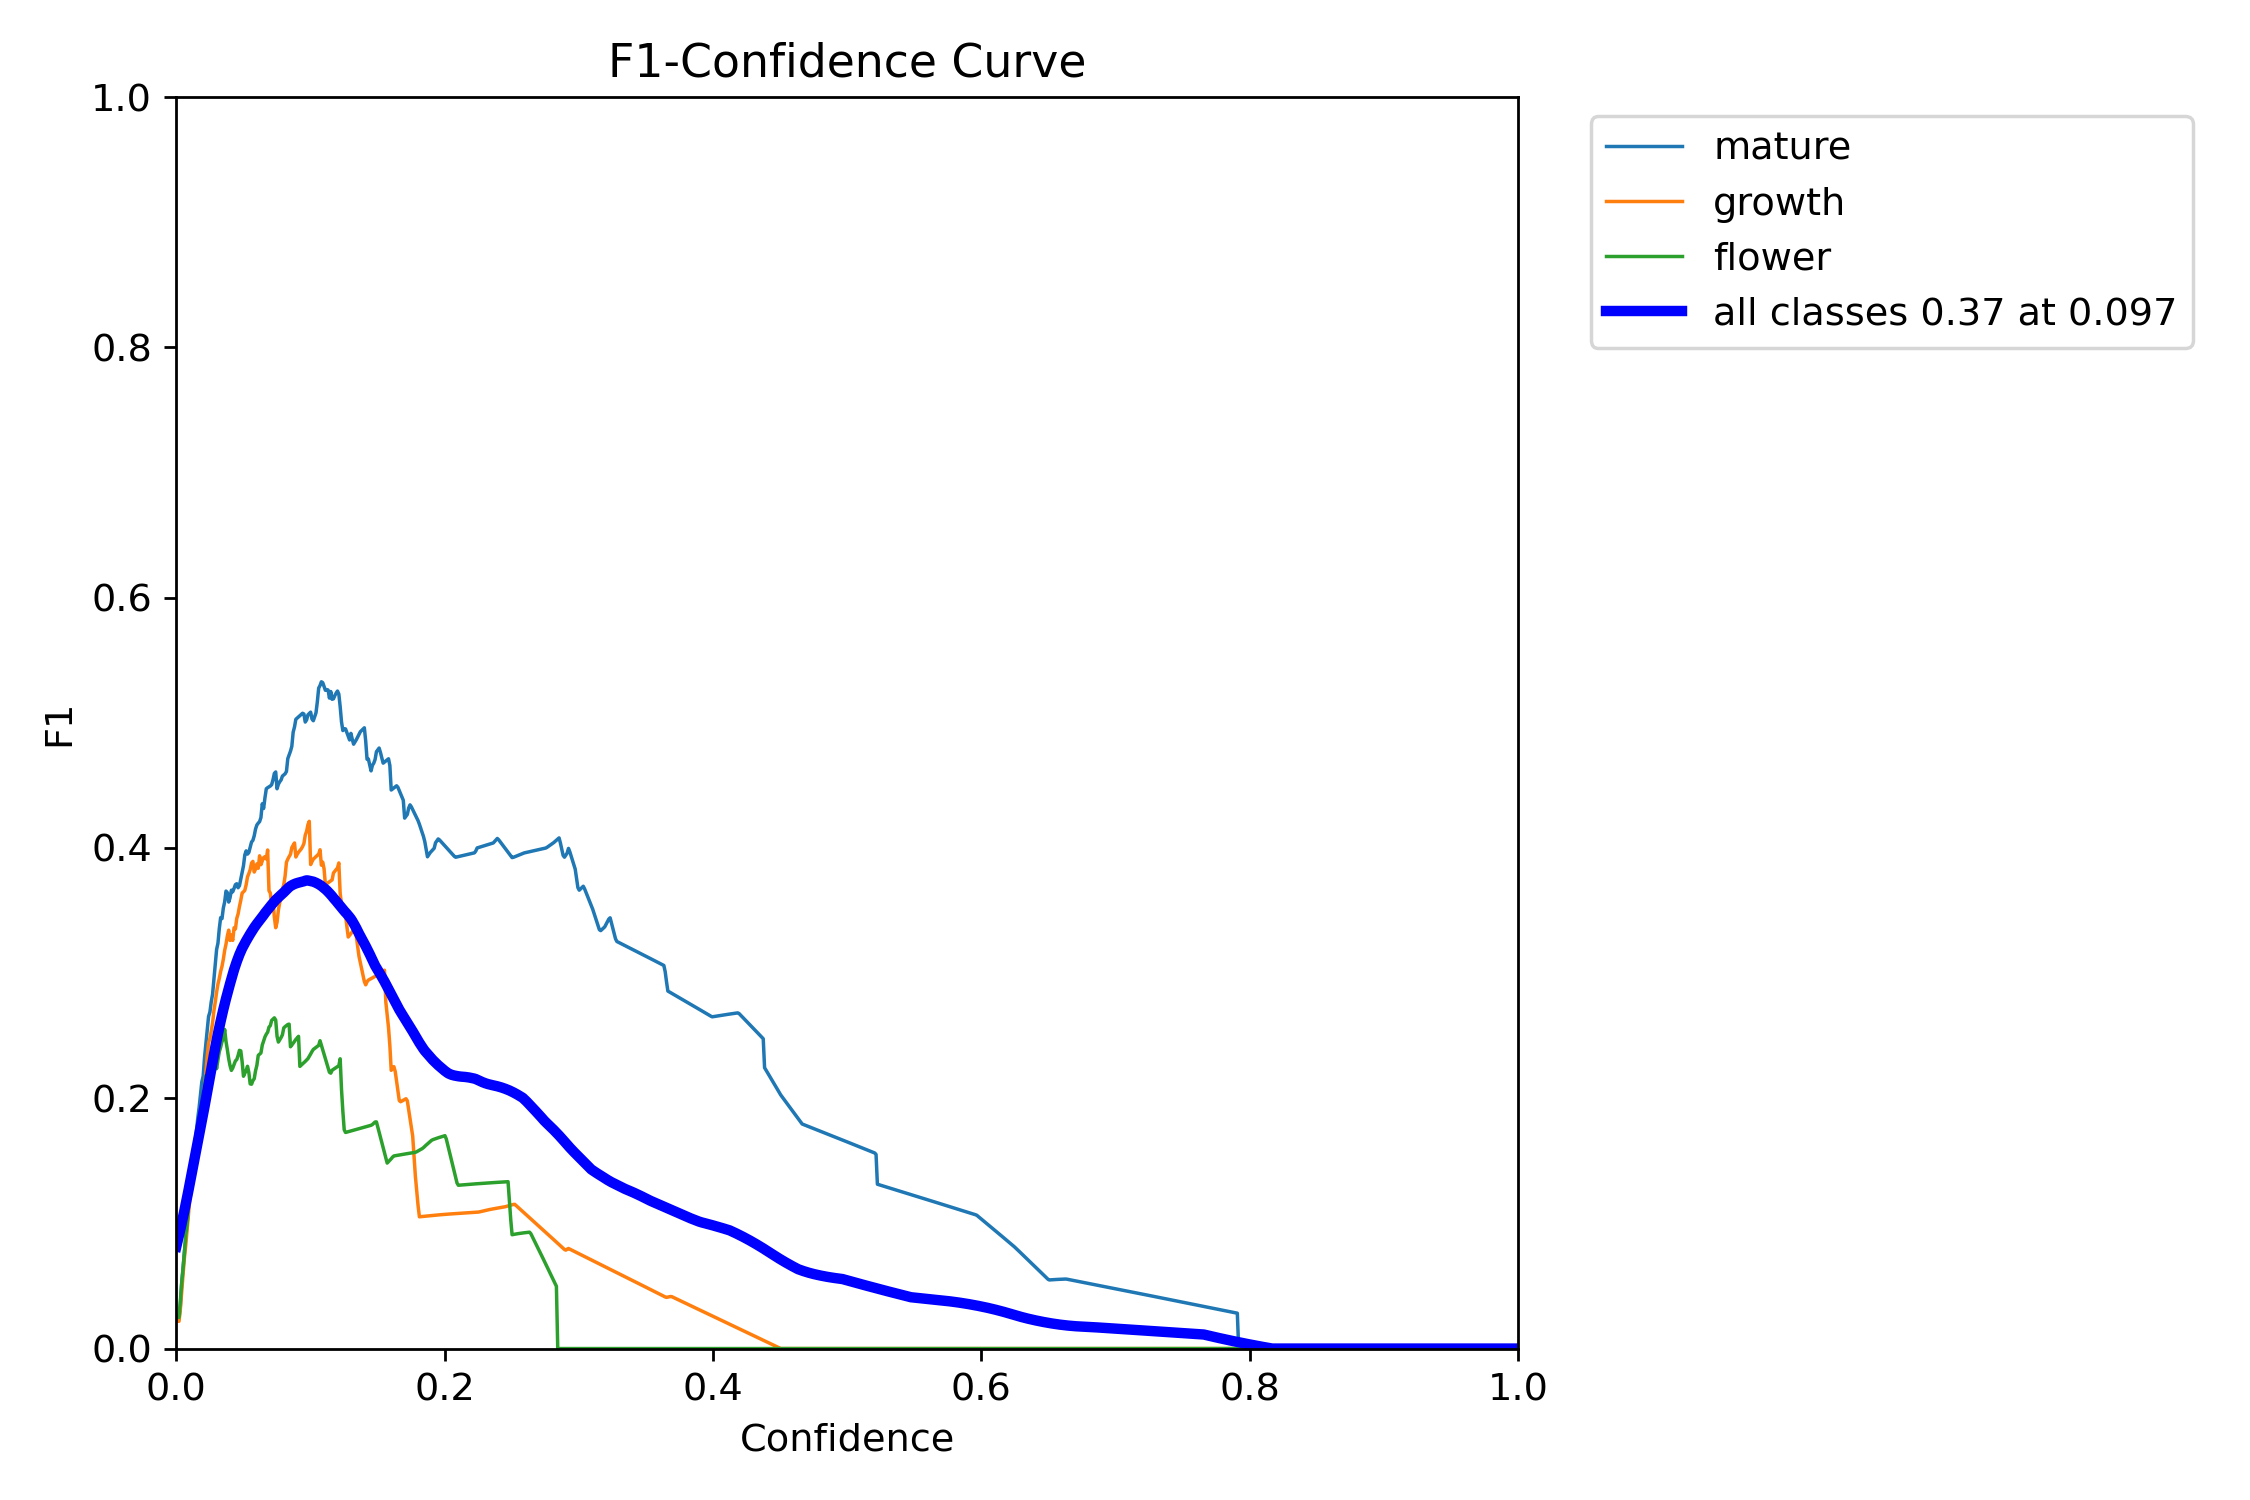 F1-Confidence Curve
1.0
0.8
0.6
0.4
0.2
0.0
F1
0.0 0.2 0.4 0.6 0.8 1.0
Confidence
mature
growth
flower
all classes 0.37 at 0.097